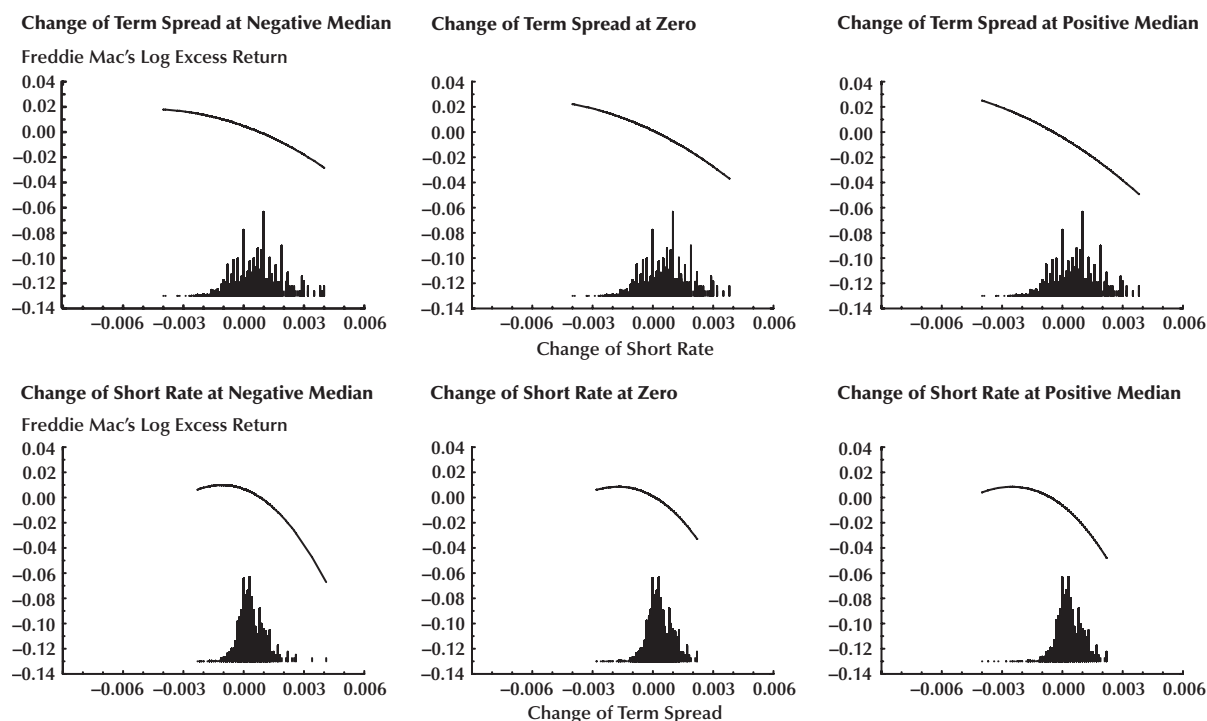 Change of Term Spread at Negative Median
Change of Term Spread at Zero
Change of Term Spread at Positive Median
Freddie Mac’s Log Excess Return
0.04 0.04 0.04
0.02 0.02 0.02
0.00 0.00 0.00
–0.02 –0.02 –0.02
–0.04 –0.04 –0.04
–0.06 –0.06 –0.06
–0.08 –0.08 –0.08
–0.10 –0.10 –0.10
–0.12 –0.12 –0.12
–0.14 –0.14 –0.14
–0.006 –0.003 0.000 0.003 0.006 –0.006 –0.003 0.000 0.003 0.006 –0.006 –0.003 0.000 0.003 0.006
Change of Short Rate
Change of Short Rate at Negative Median
Change of Short Rate at Zero
Change of Short Rate at Positive Median
Freddie Mac’s Log Excess Return
0.04 0.04 0.04
0.02 0.02 0.02
0.00 0.00 0.00
–0.02 –0.02 –0.02
–0.04 –0.04 –0.04
–0.06 –0.06 –0.06
–0.08 –0.08 –0.08
–0.10 –0.10 –0.10
–0.12 –0.12 –0.12
–0.14 –0.14 –0.14
–0.006 –0.003 0.000 0.003 0.006 –0.006 –0.003 0.000 0.003 0.006 –0.006 –0.003 0.000 0.003 0.006
Change of Term Spread